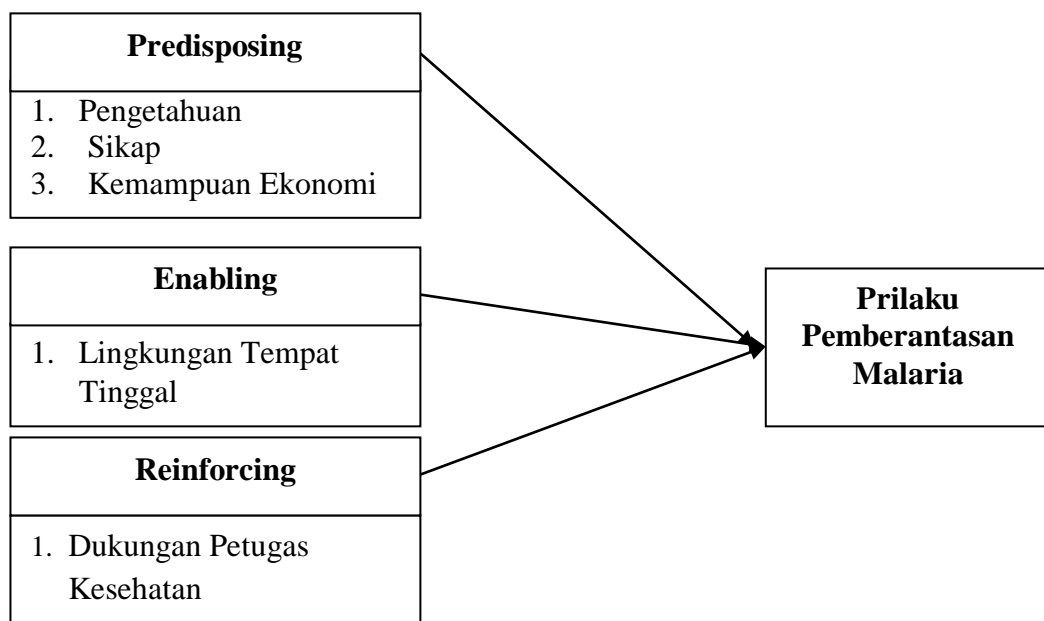 Predisposing
1. Pengetahuan
2. Sikap
3. Kemampuan Ekonomi
Enabling
1. Lingkungan Tempat
Tinggal
Reinforcing
1. Dukungan Petugas
Kesehatan
Prilaku
Pemberantasan
Malaria